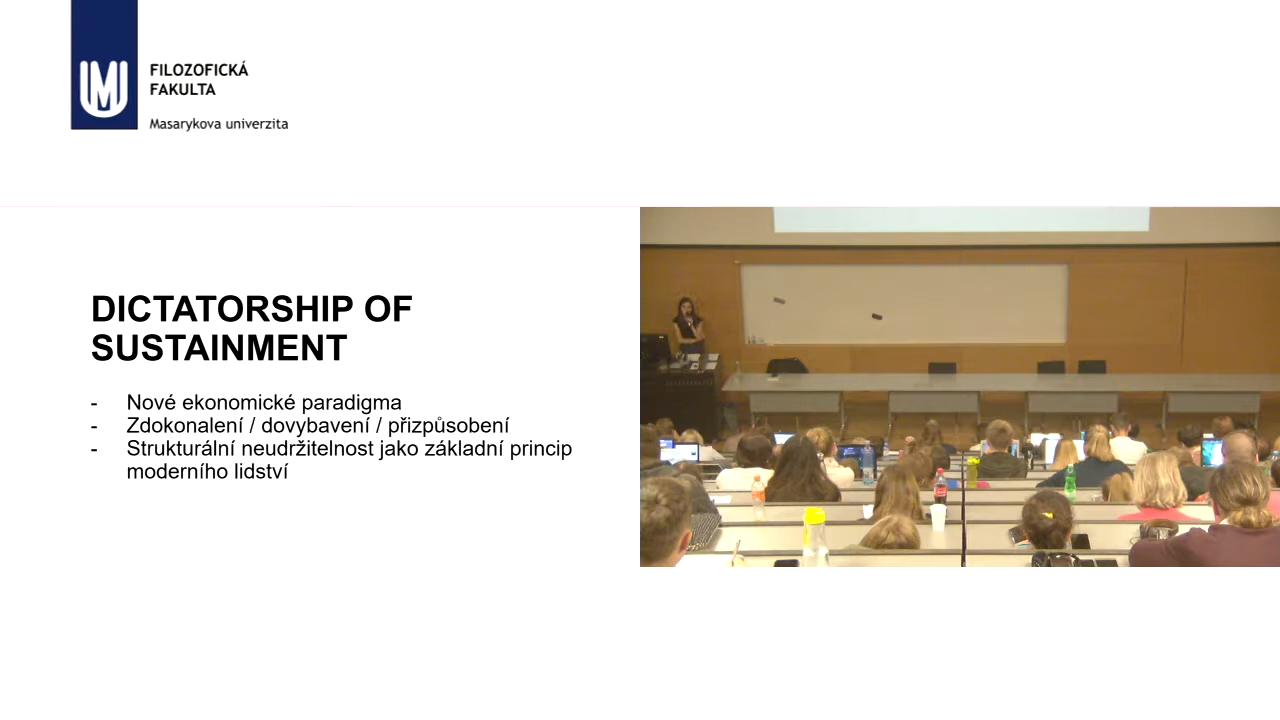 FILOZOFICKÁ
FAKULTA
Masarykova univerzita
DICTATORSHIP OF
SUSTAINMENT
- Nové ekonomické paradigma
- Zdokonalení / dovybavení / přizpůsobení
- Strukturální neudržitelnost jako základní princip
moderního lidství